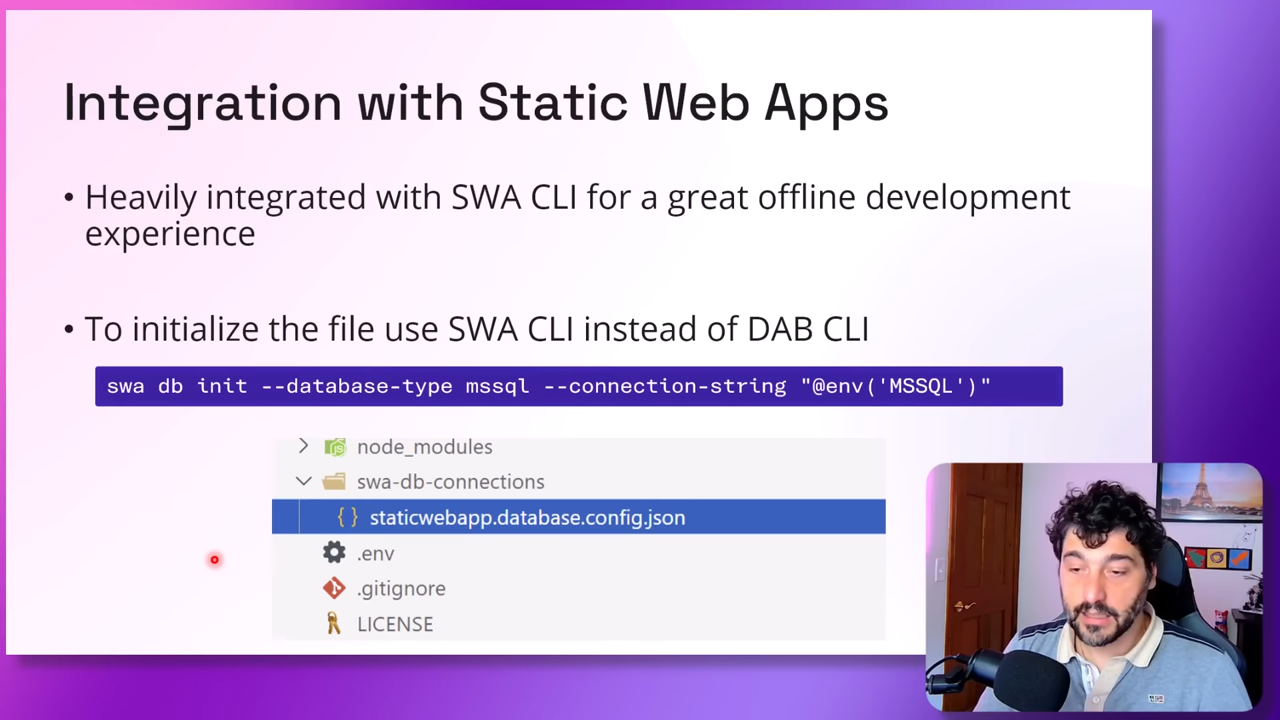 Integration with Static Web Apps
• Heavily integrated with SWA CLI for a great offline development
experience
• To initialize the file use SWA CLI instead of DAB CLI
swa db init --database-type mssql --connection-string "@env('MSSQL')"
node_modules
swa-db-connections
{ } staticwebapp.database.config.json
.env
.gitignore
LICENSE